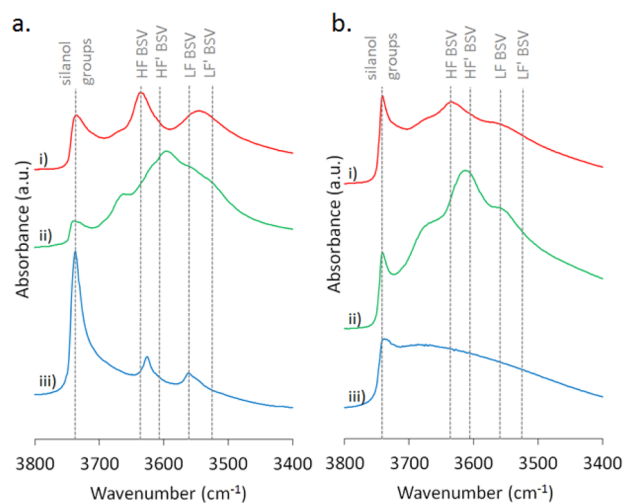 a.
silanol
groups
HF BSV
HF' BSV
LF BSV
LF' BSV
i)
ii)
iii)
Absorbance (a.u.)
3800 3700 3600 3500 3400
Wavenumber (cm⁻¹)
b.
silanol
groups
HF BSV
HF' BSV
LF BSV
LF' BSV
i)
ii)
iii)
Absorbance (a.u.)
3800 3700 3600 3500 3400
Wavenumber (cm⁻¹)